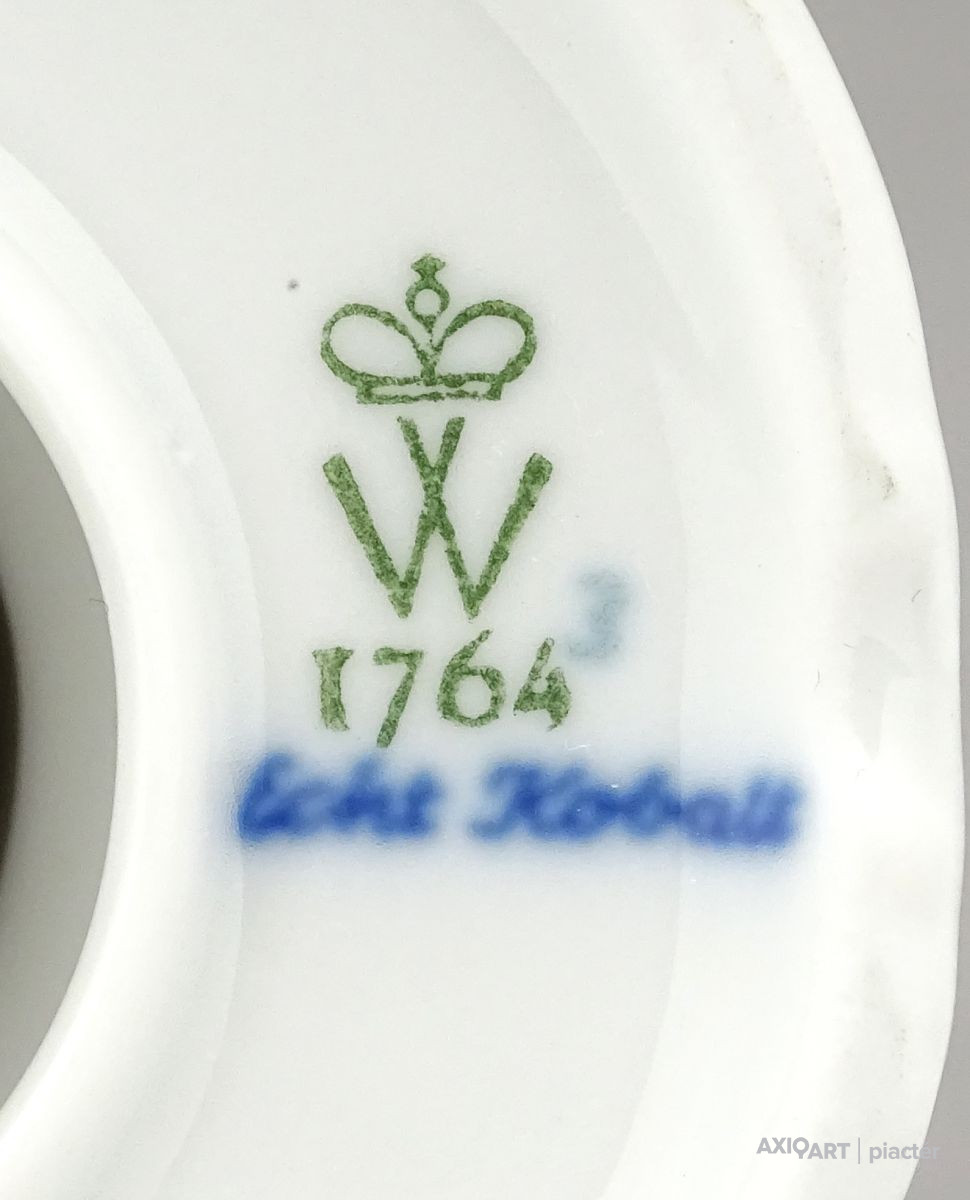 W
1764
3
Echt Kobalt
AXIOART | piacter